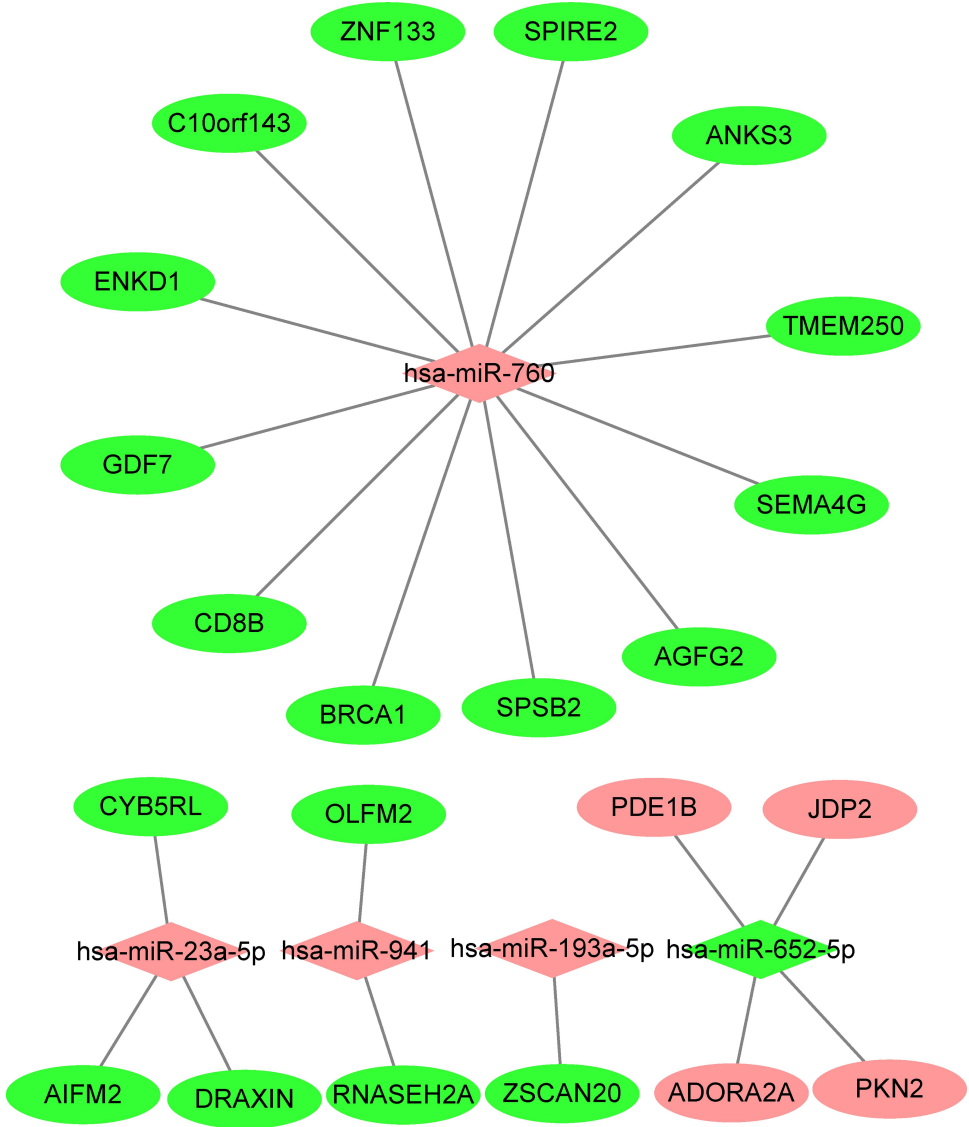 ZNF133
SPIRE2
C10orf143
ANKS3
ENKD1
TMEM250
hsa-miR-760
GDF7
SEMA4G
CD8B
AGFG2
BRCA1
SPSB2
CYB5RL
OLFM2
PDE1B
JDP2
hsa-miR-23a-5p
hsa-miR-941
hsa-miR-193a-5p
hsa-miR-652-5p
AIFM2
DRAXIN
RNASEH2A
ZSCAN20
ADORA2A
PKN2